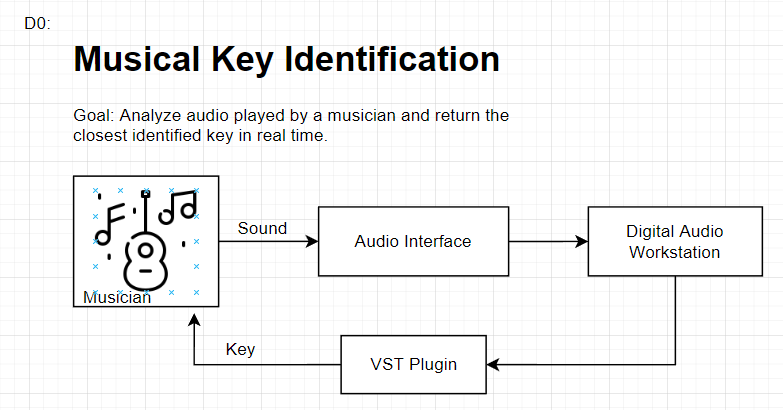 D0:
Musical Key Identification
Goal: Analyze audio played by a musician and return the
closest identified key in real time.
Sound
Audio Interface
Digital Audio
Workstation
Musician
Key
VST Plugin